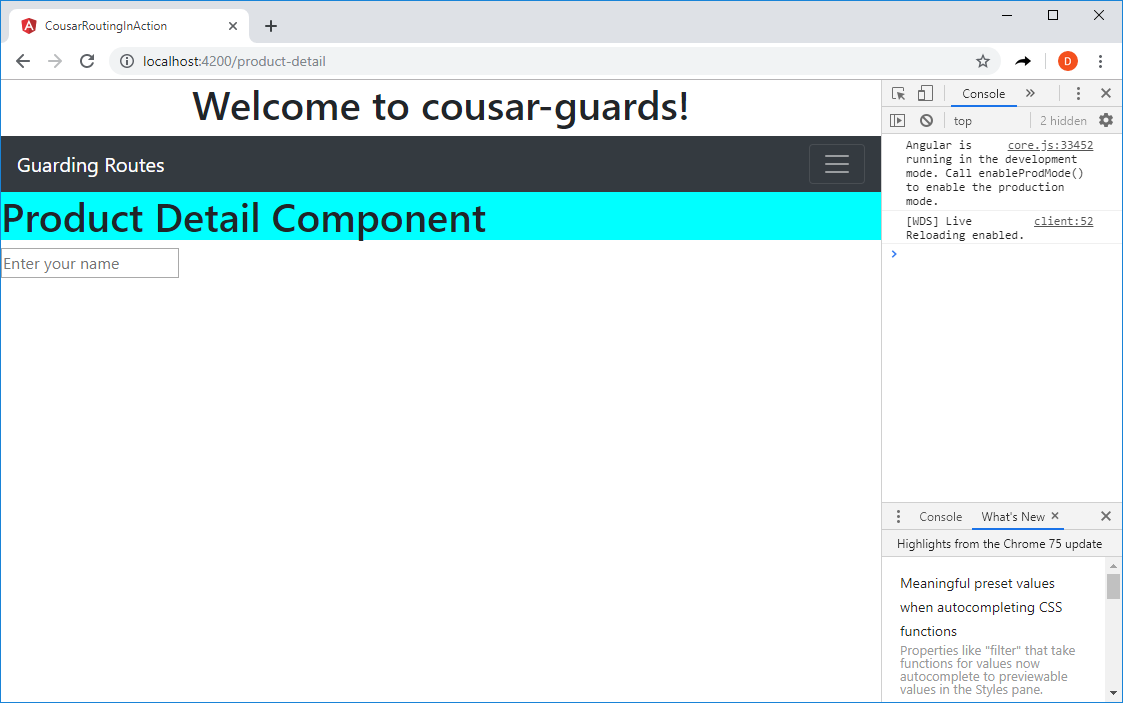 CousarRoutingInAction
localhost:4200/product-detail
D
Welcome to cousar-guards!
Guarding Routes
Product Detail Component
Enter your name
Console
top
2 hidden
Angular is core.js:33452
running in the development
mode. Call enableProdMode()
to enable the production
mode.
[WDS] Live client:52
Reloading enabled.
Console What's New
Highlights from the Chrome 75 update
Meaningful preset values
when autocompleting CSS
functions
Properties like "filter" that take
functions for values now
autocomplete to previewable
values in the Styles pane.